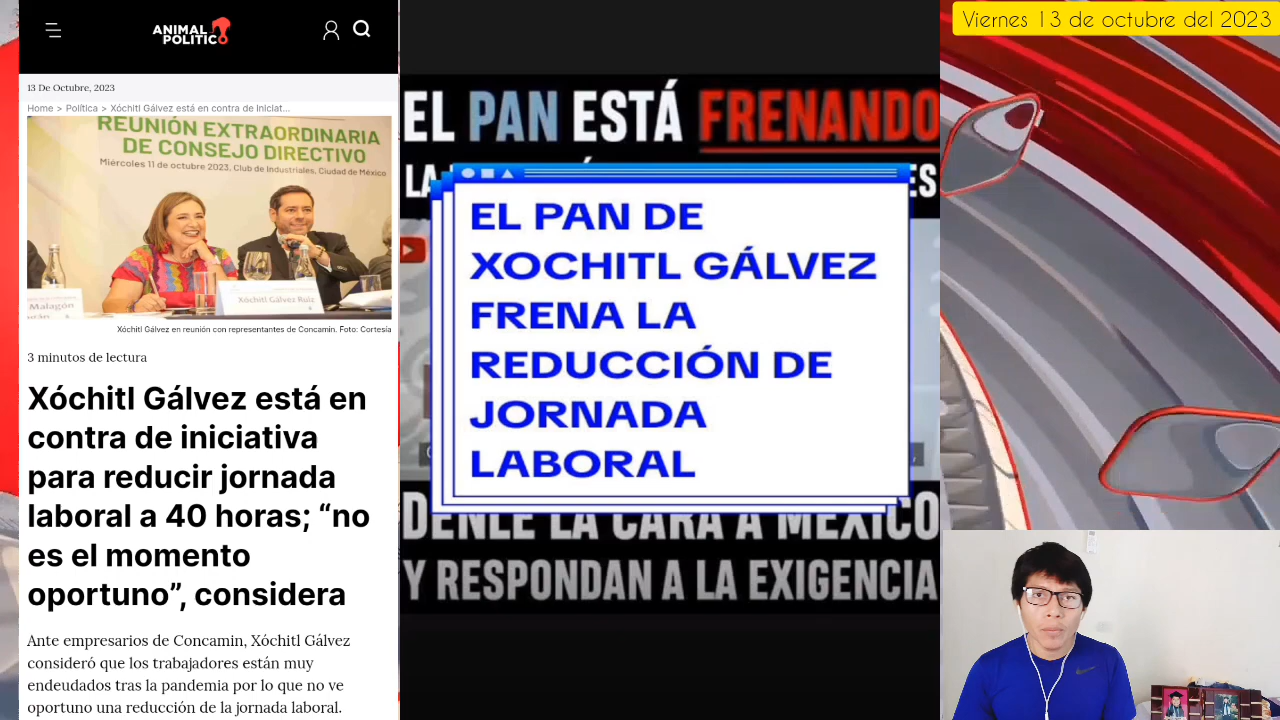 ANIMAL
POLITICO
13 De Octubre, 2023
Home > Política > Xóchitl Gálvez está en contra de iniciat...
REUNIÓN EXTRAORDINARIA
DE CONSEJO DIRECTIVO
Miércoles 11 de octubre 2023, Club de Industriales, Ciudad de México
Malagón
Xóchitl Gálvez Ruiz
Xóchitl Gálvez en reunión con representantes de Concamin. Foto: Cortesía
3 minutos de lectura
Xóchitl Gálvez está en
contra de iniciativa
para reducir jornada
laboral a 40 horas; “no
es el momento
oportuno”, considera
Ante empresarios de Concamin, Xóchitl Gálvez
consideró que los trabajadores están muy
endeudados tras la pandemia por lo que no ve
oportuno una reducción de la jornada laboral.
EL PAN ESTÁ FRENANDO
LA
ES
EL PAN DE
XOCHITL GÁLVEZ
FRENA LA
REDUCCIÓN DE
JORNADA
LABORAL
DENLE LA CARA A MÉXICO
Y RESPONDAN A LA EXIGENCIA
Viernes 13 de octubre del 2023